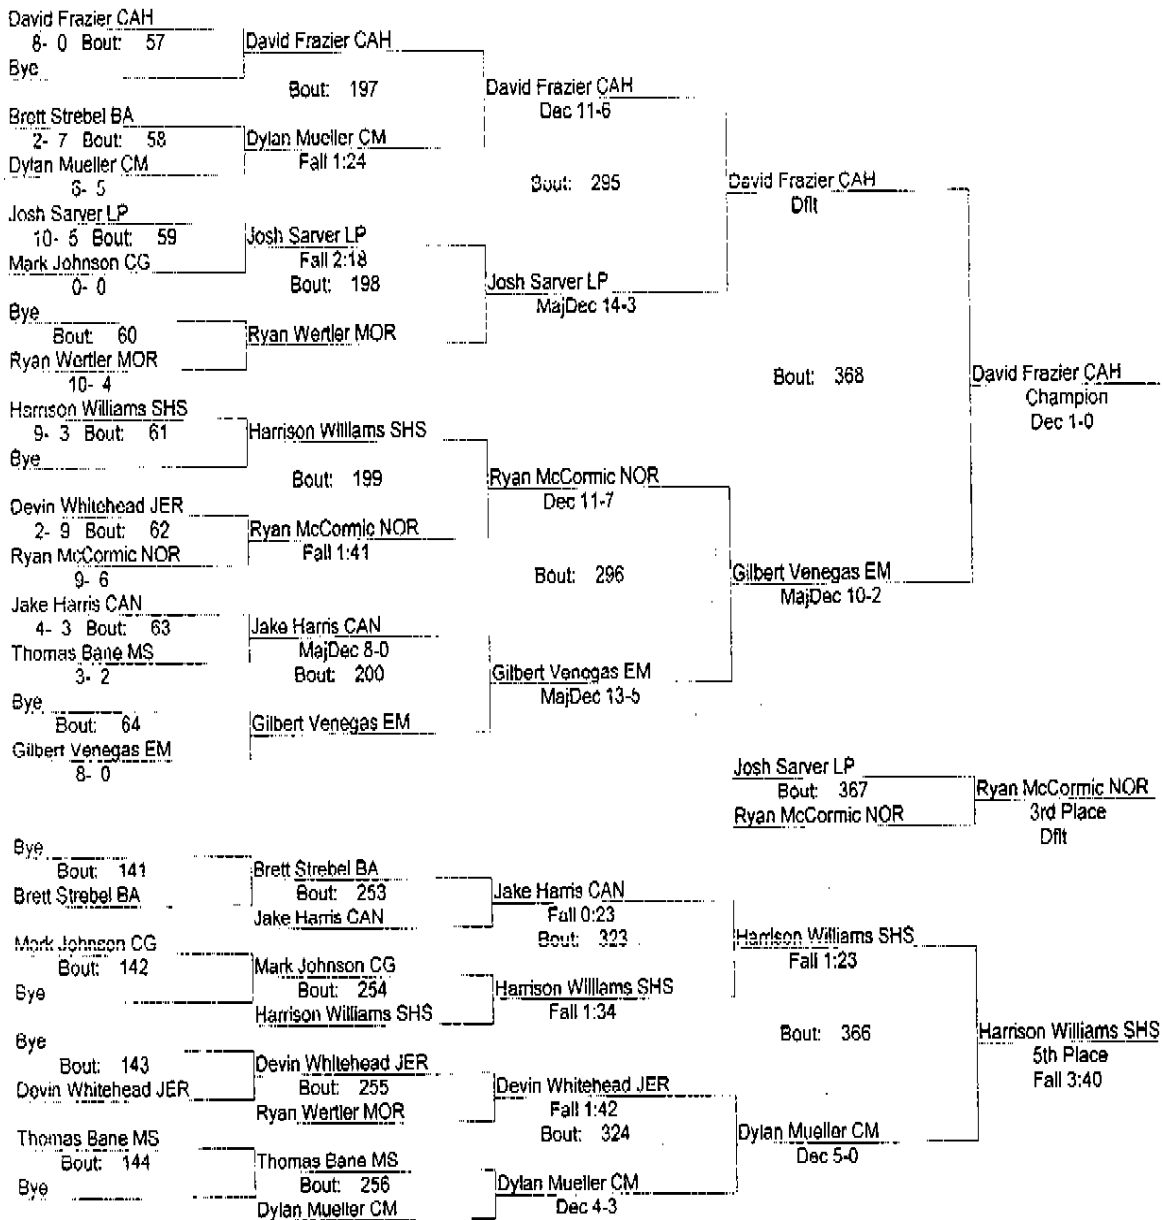 David Frazier CAH
8- 0 Bout: 57
Bye
David Frazier CAH
Bout: 197
Brett Strebel BA
2- 7 Bout: 58
Dylan Mueller CM
6- 5
Dylan Mueller CM
Fall 1:24
David Frazier CAH
Dec 11-6
Bout: 295
Josh Sarver LP
10- 5 Bout: 59
Mark Johnson CG
0- 0
Josh Sarver LP
Fall 2:18
Bout: 198
Bye
Bout: 60
Ryan Wertler MOR
10- 4
Ryan Wertler MOR
Josh Sarver LP
MajDec 14-3
David Frazier CAH
Dflt
Bout: 368
David Frazier CAH
Champion
Dec 1-0
Harrison Williams SHS
9- 3 Bout: 61
Bye
Harrison Williams SHS
Bout: 199
Devin Whitehead JER
2- 9 Bout: 62
Ryan McCormic NOR
9- 6
Ryan McCormic NOR
Fall 1:41
Ryan McCormic NOR
Dec 11-7
Bout: 296
Jake Harris CAN
4- 3 Bout: 63
Thomas Bane MS
3- 2
Jake Harris CAN
MajDec 8-0
Bout: 200
Bye
Bout: 64
Gilbert Venegas EM
8- 0
Gilbert Venegas EM
Gilbert Venegas EM
MajDec 13-5
Gilbert Venegas EM
MajDec 10-2
Josh Sarver LP
Bout: 367
Ryan McCormic NOR
Ryan McCormic NOR
3rd Place
Dflt
Bye
Bout: 141
Brett Strebel BA
Brett Strebel BA
Bout: 253
Jake Harris CAN
Jake Harris CAN
Fall 0:23
Bout: 323
Mark Johnson CG
Bout: 142
Bye
Mark Johnson CG
Bout: 254
Harrison Williams SHS
Harrison Williams SHS
Fall 1:34
Harrison Williams SHS
Fall 1:23
Bout: 366
Harrison Williams SHS
5th Place
Fall 3:40
Bye
Bout: 143
Devin Whitehead JER
Devin Whitehead JER
Bout: 255
Ryan Wertler MOR
Devin Whitehead JER
Fall 1:42
Bout: 324
Thomas Bane MS
Bout: 144
Bye
Thomas Bane MS
Bout: 256
Dylan Mueller CM
Dylan Mueller CM
Dec 4-3
Dylan Mueller CM
Dec 5-0